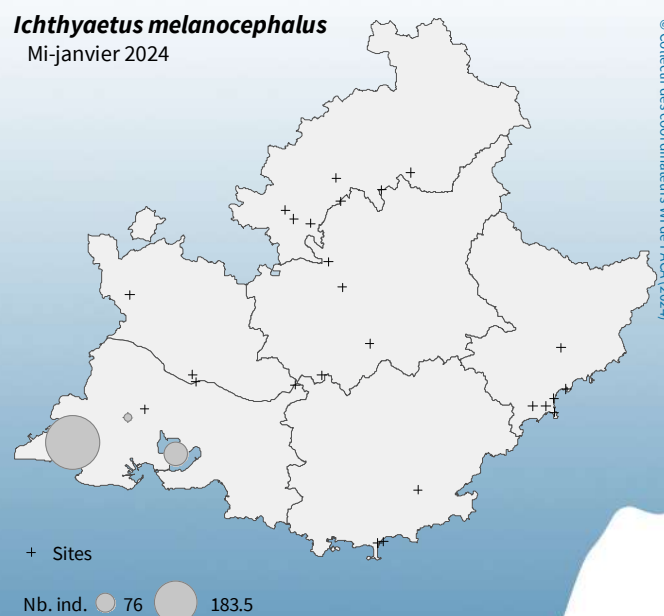 Ichthyaetus melanocephalus
Mi-janvier 2024
+ Sites
Nb. ind. 76 183.5